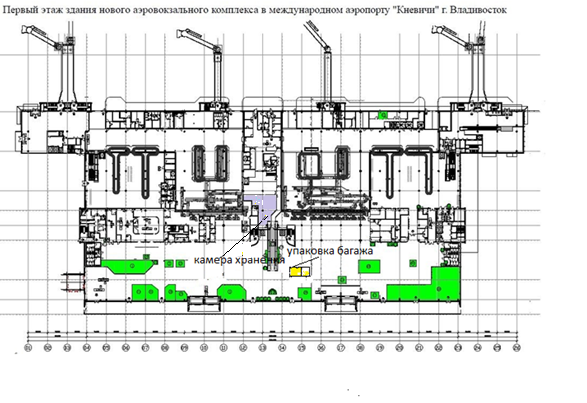 Первый этаж здания нового аэровокзального комплекса в международном аэропорту "Кневичи" г. Владивосток
упаковка багажа
камера хранения